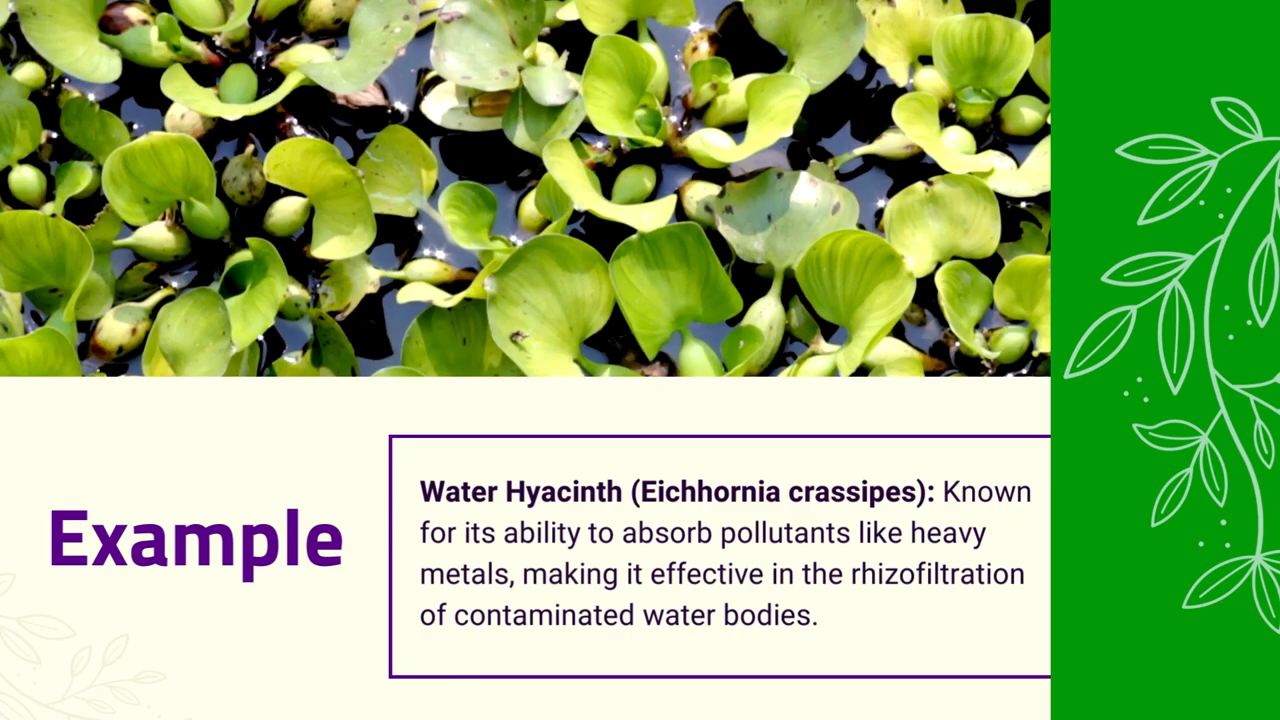 Example
Water Hyacinth (Eichhornia crassipes): Known
for its ability to absorb pollutants like heavy
metals, making it effective in the rhizofiltration
of contaminated water bodies.